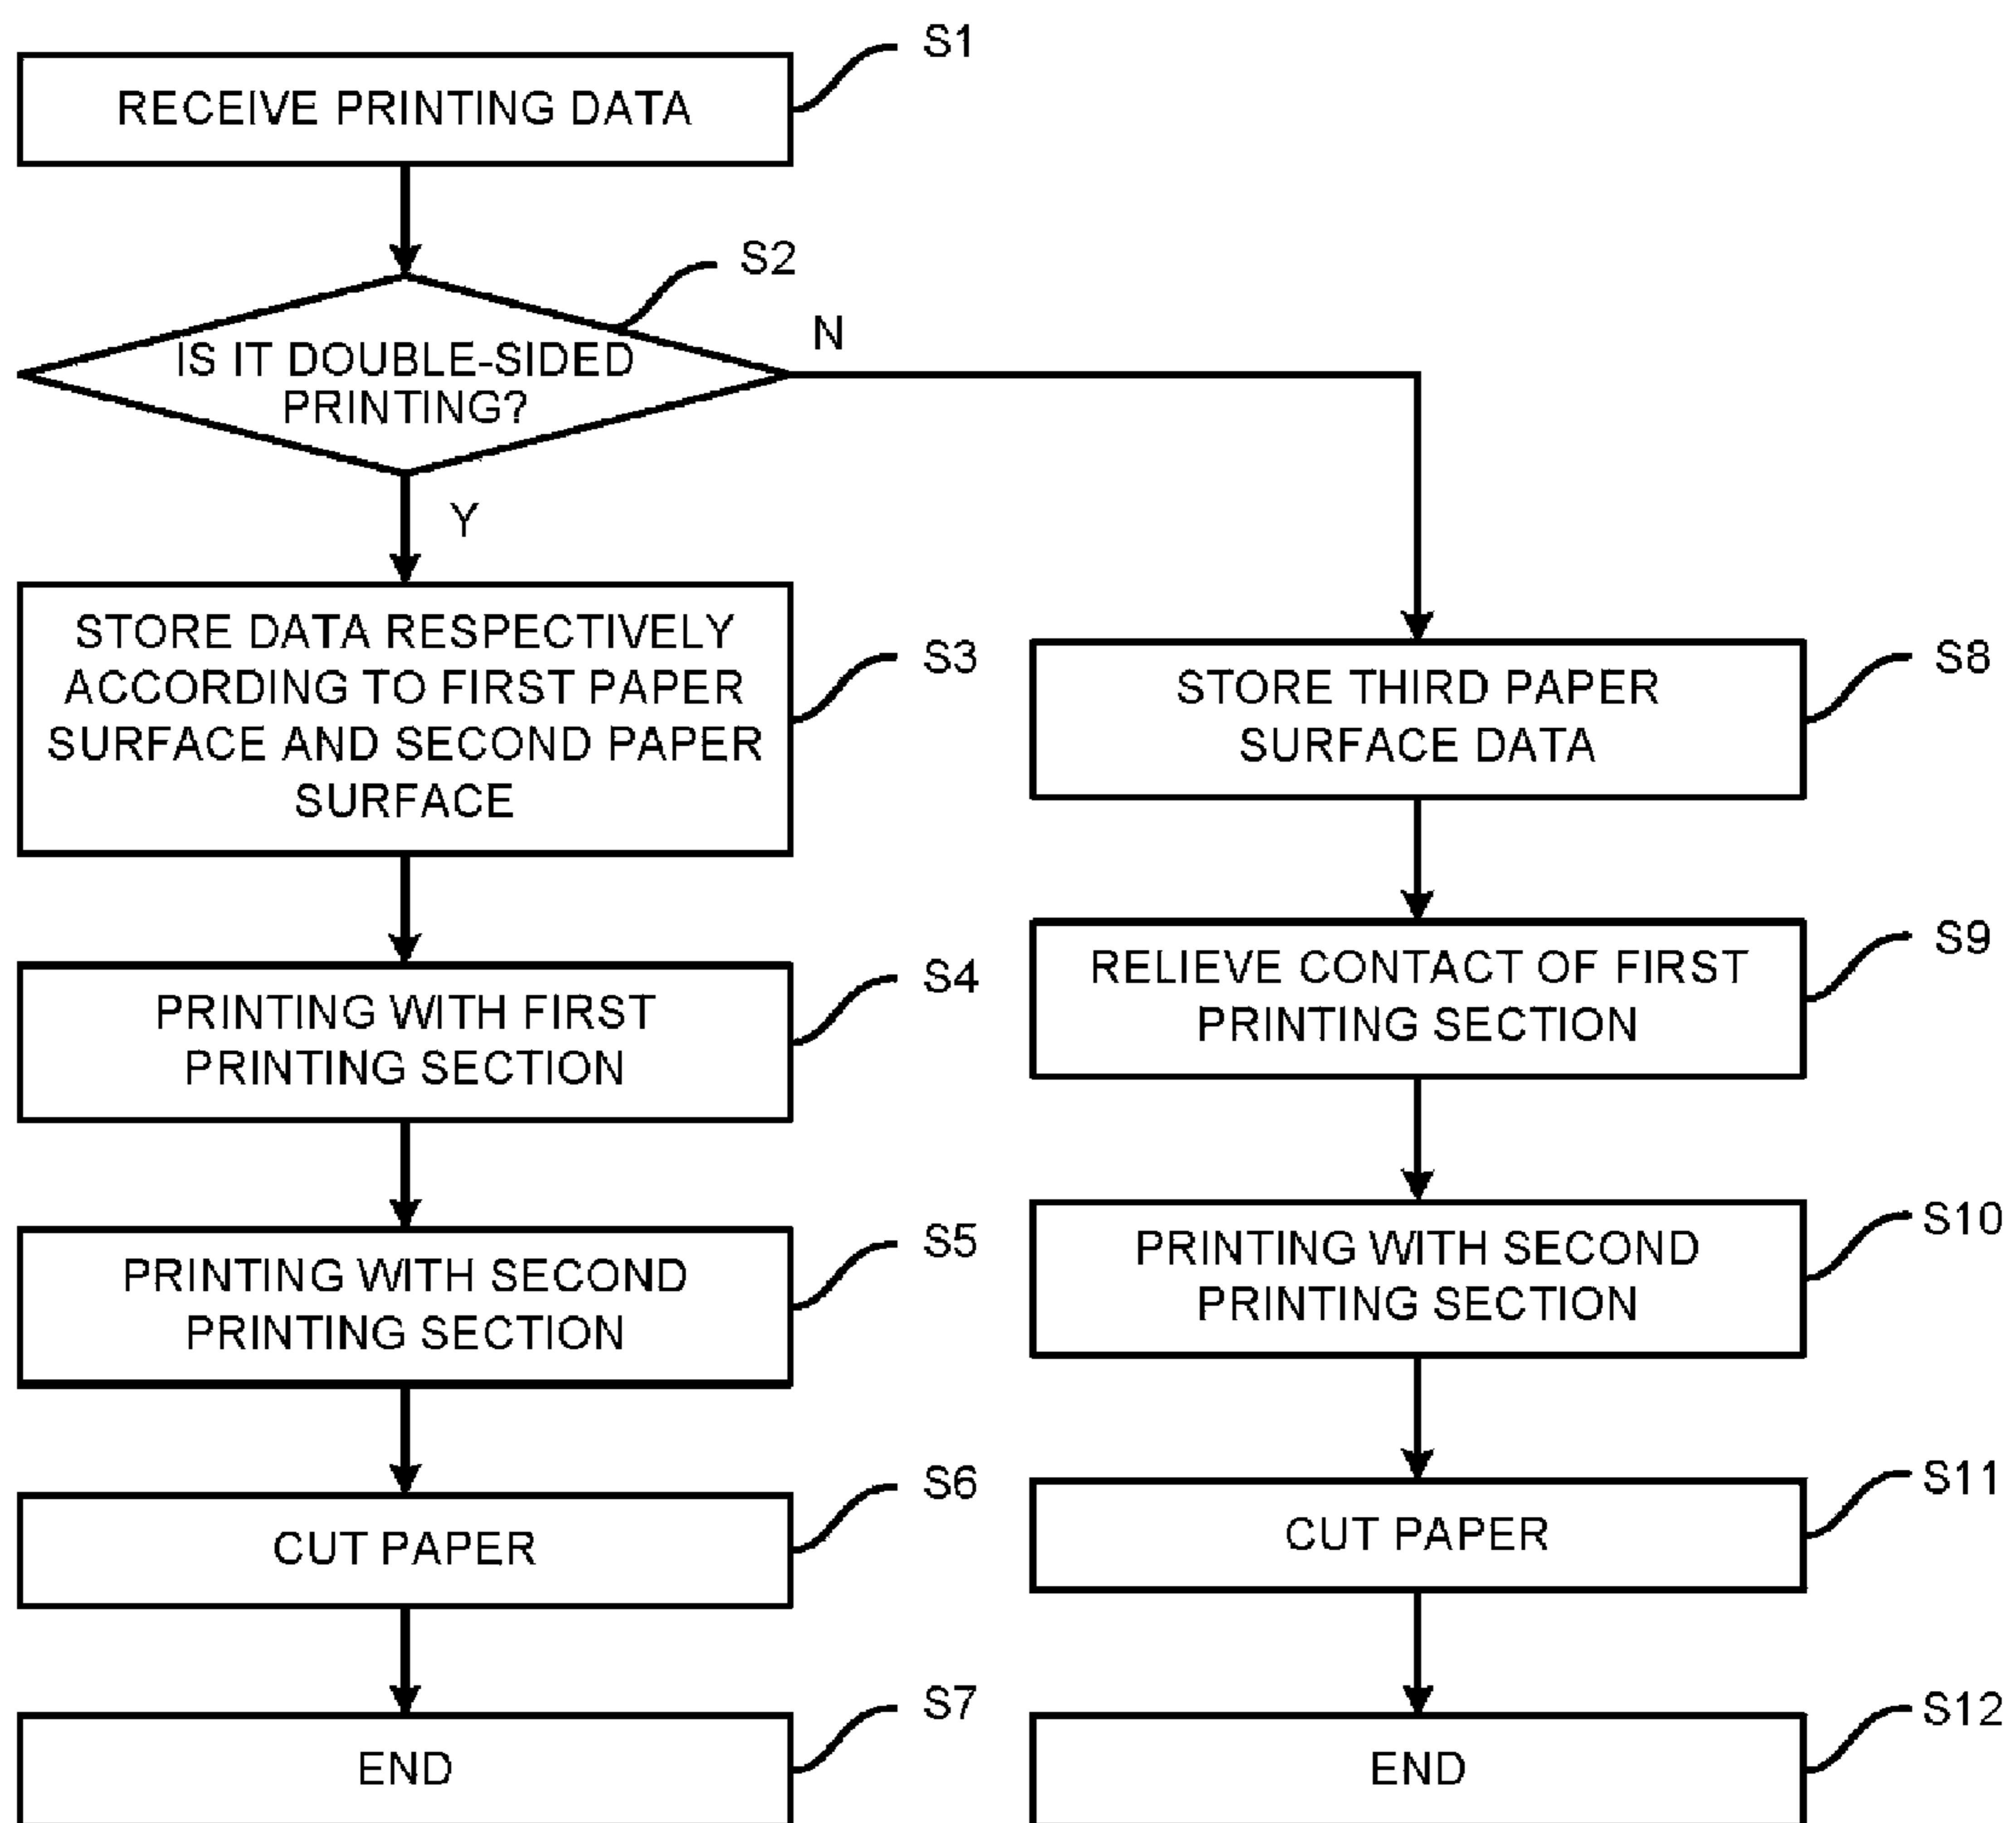 RECEIVE PRINTING DATA
S1
IS IT DOUBLE-SIDED
PRINTING?
S2
N
Y
STORE DATA RESPECTIVELY
ACCORDING TO FIRST PAPER
SURFACE AND SECOND PAPER
SURFACE
S3
PRINTING WITH FIRST
PRINTING SECTION
S4
PRINTING WITH SECOND
PRINTING SECTION
S5
CUT PAPER
S6
END
S7
STORE THIRD PAPER
SURFACE DATA
S8
RELIEVE CONTACT OF FIRST
PRINTING SECTION
S9
PRINTING WITH SECOND
PRINTING SECTION
S10
CUT PAPER
S11
END
S12